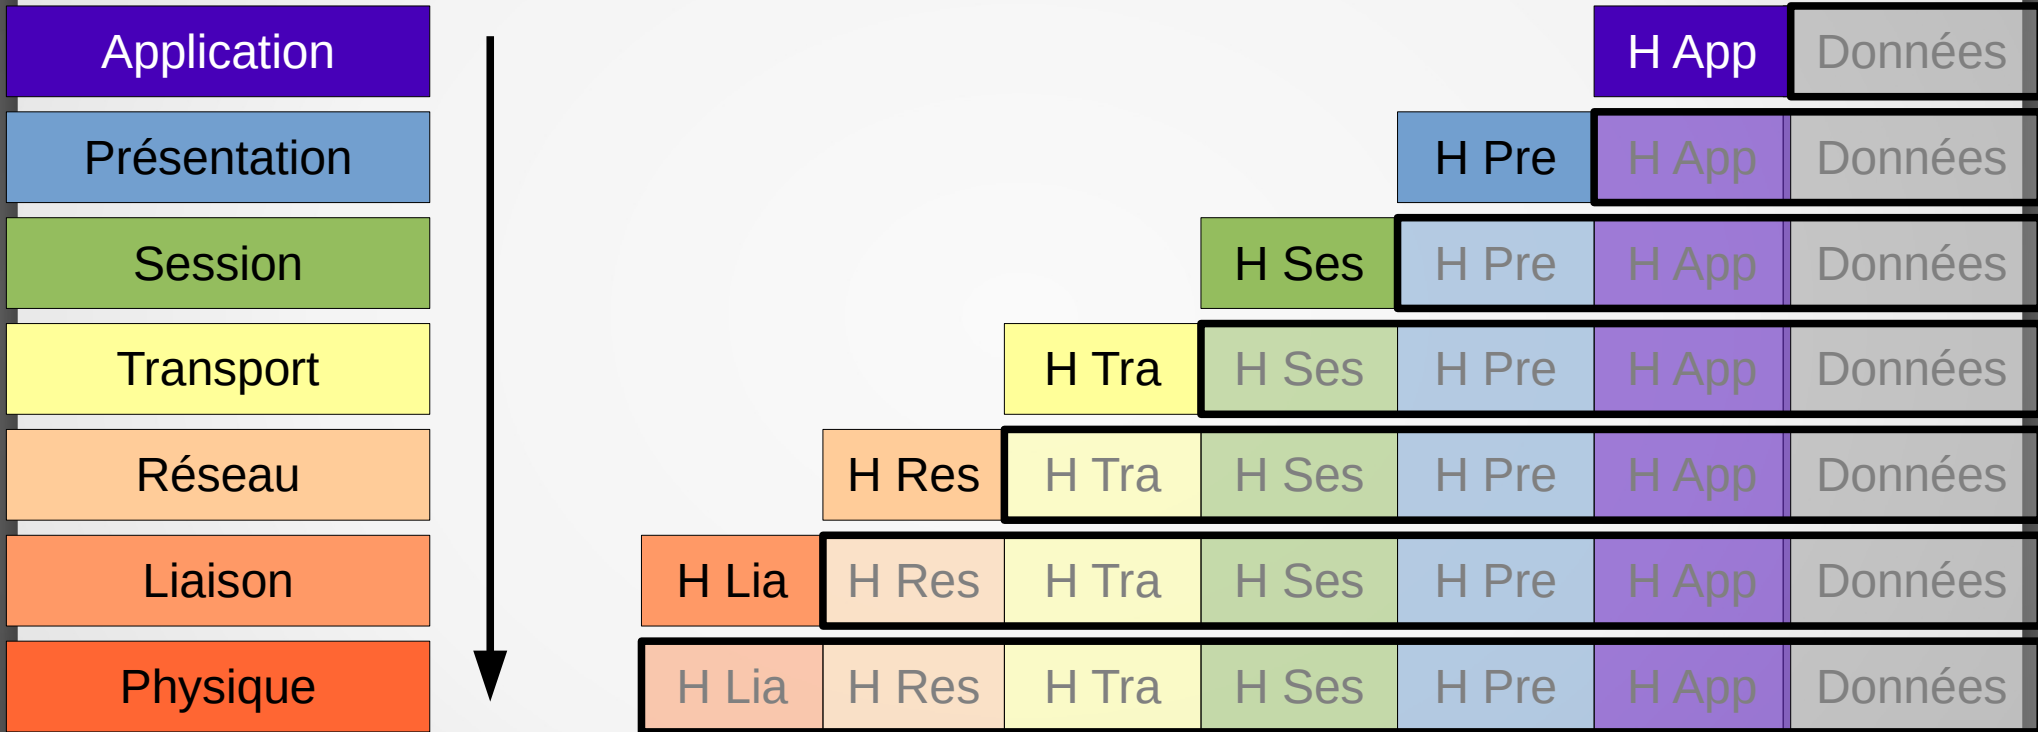 Application H App Données
Présentation H Pre H App Données
Session H Ses H Pre H App Données
Transport H Tra H Ses H Pre H App Données
Réseau H Res H Tra H Ses H Pre H App Données
Liaison H Lia H Res H Tra H Ses H Pre H App Données
Physique H Lia H Res H Tra H Ses H Pre H App Données